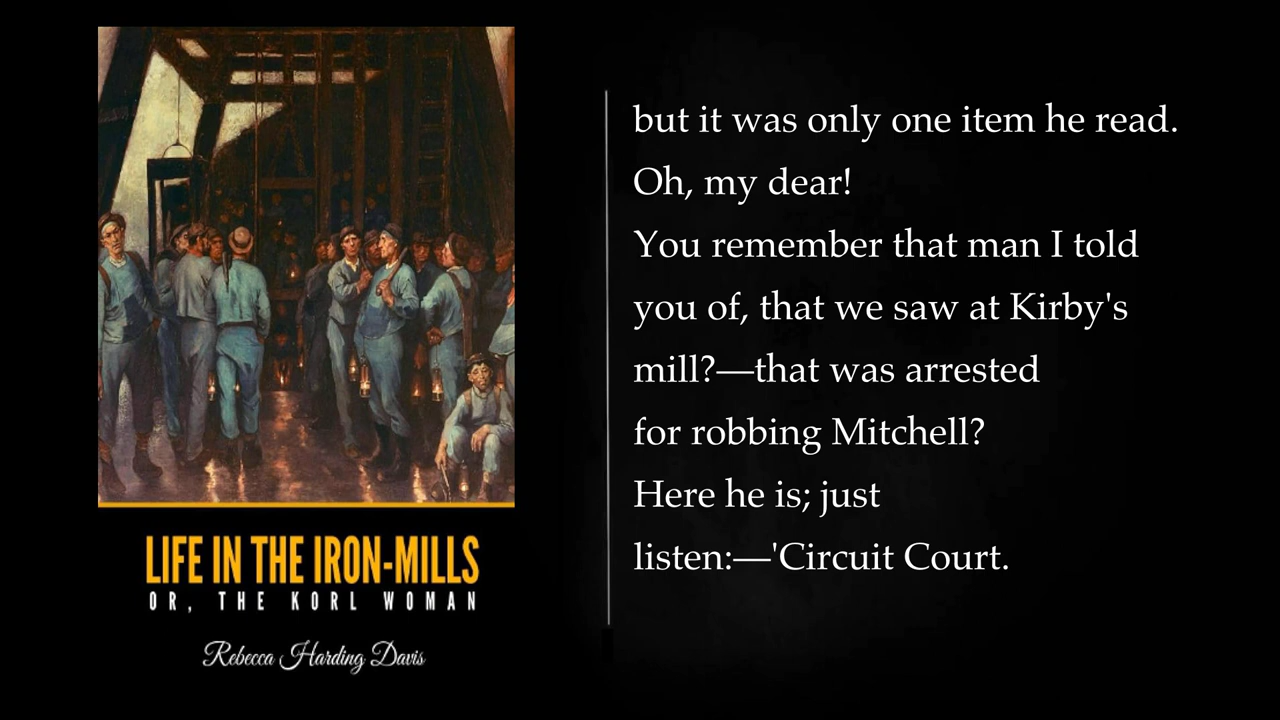 LIFE IN THE IRON-MILLS
OR, THE KORL WOMAN
Rebecca Harding Davis
but it was only one item he read.
Oh, my dear!
You remember that man I told
you of, that we saw at Kirby's
mill?—that was arrested
for robbing Mitchell?
Here he is; just
listen:—'Circuit Court.